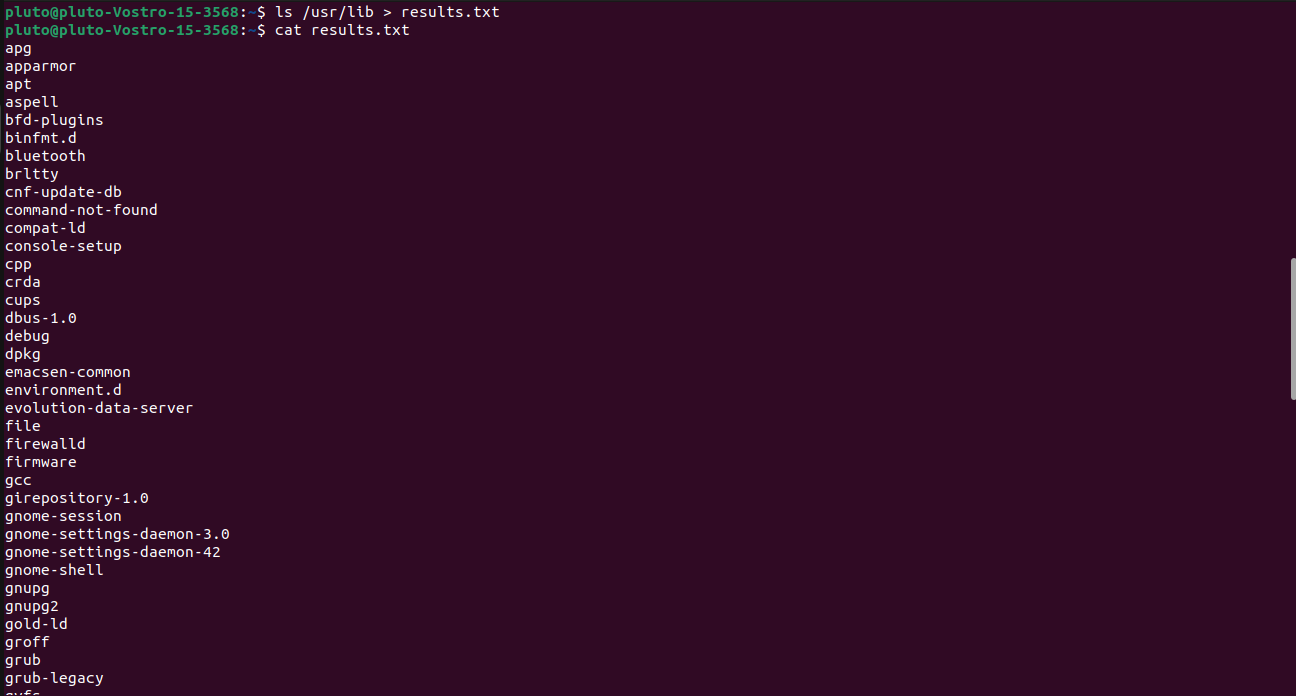 pluto@pluto-Vostro-15-3568:~$ ls /usr/lib > results.txt
pluto@pluto-Vostro-15-3568:~$ cat results.txt
apg
apparmor
apt
aspell
bfd-plugins
binfmt.d
bluetooth
brltty
cnf-update-db
command-not-found
compat-ld
console-setup
cpp
crda
cups
dbus-1.0
debug
dpkg
emacsen-common
environment.d
evolution-data-server
file
firewalld
firmware
gcc
girepository-1.0
gnome-session
gnome-settings-daemon-3.0
gnome-settings-daemon-42
gnome-shell
gnupg
gnupg2
gold-ld
groff
grub
grub-legacy